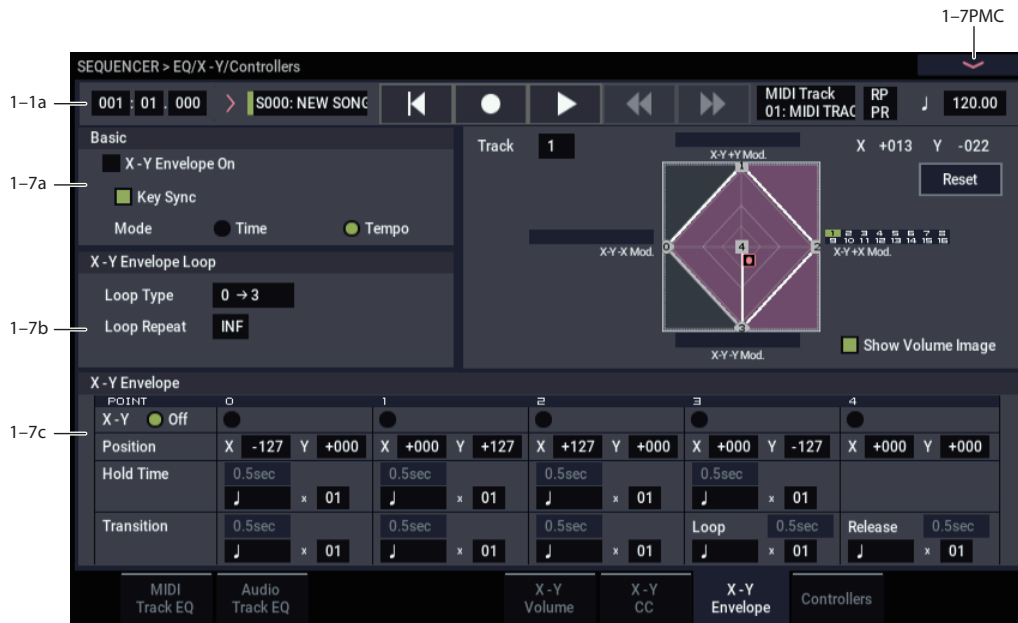 1–7PMC
SEQUENCER > EQ/X-Y/Controllers
1–1a
001 : 01 . 000
S000: NEW SONG
MIDI Track
01: MIDI TRAC
RP
PR
♩ 120.00
Basic
X-Y Envelope On
1–7a
Key Sync
Mode Time Tempo
Track 1
X +013 Y -022
Reset
X-Y+Y Mod.
X-Y-X Mod.
X-Y+X Mod.
X-Y-Y Mod.
0 1 2 3 4
1 2 3 4 5 6 7 8
9 10 11 12 13 14 15 16
Show Volume Image
X-Y Envelope Loop
Loop Type 0 → 3
1–7b
Loop Repeat INF
X-Y Envelope
POINT 0 1 2 3 4
1–7c
X-Y Off
Position X -127 Y +000 X +000 Y +127 X +127 Y +000 X +000 Y -127 X +000 Y +000
Hold Time 0.5sec 0.5sec 0.5sec 0.5sec
♩ x 01 ♩ x 01 ♩ x 01 ♩ x 01
Transition 0.5sec 0.5sec 0.5sec Loop 0.5sec Release 0.5sec
♩ x 01 ♩ x 01 ♩ x 01 ♩ x 01 ♩ x 01
MIDI
Track EQ
Audio
Track EQ
X-Y
Volume
X-Y
CC
X-Y
Envelope
Controllers